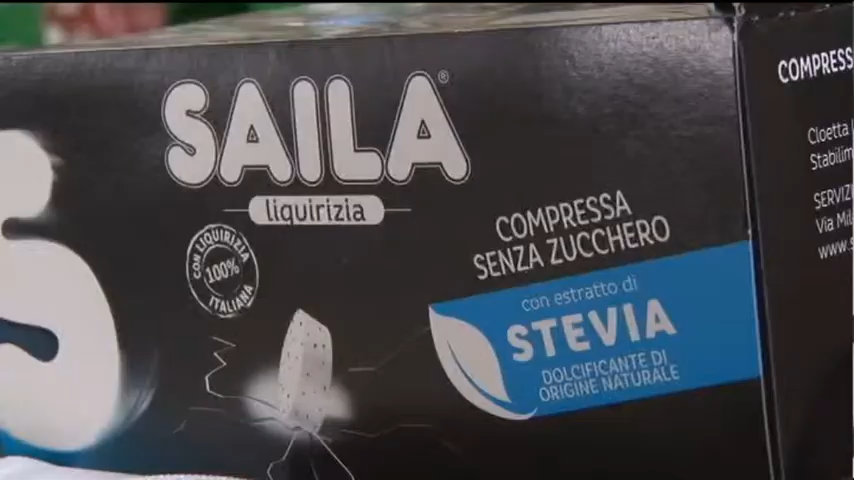 SAILA®
liquirizia
CON LIQUIRIZIA
100%
ITALIANA
COMPRESSA
SENZA ZUCCHERO
con estratto di
STEVIA
DOLCIFICANTE DI
ORIGINE NATURALE
S
COMPRESS
Cloetta
Stabilim
SERVIZI
Via Mil
www.s